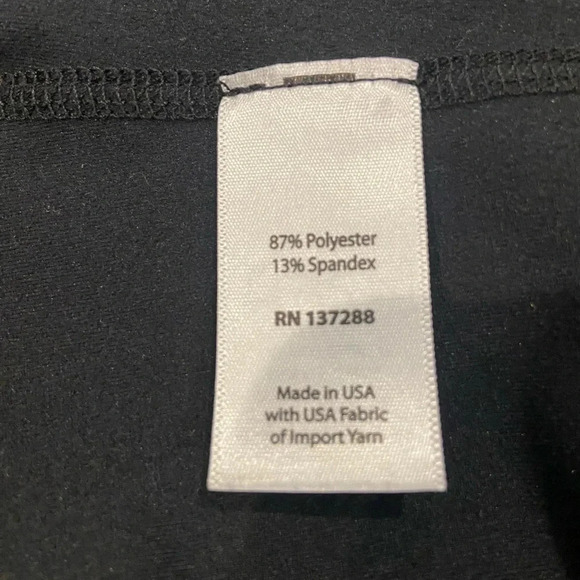 87% Polyester
13% Spandex
RN 137288
Made in USA
with USA Fabric
of Import Yarn